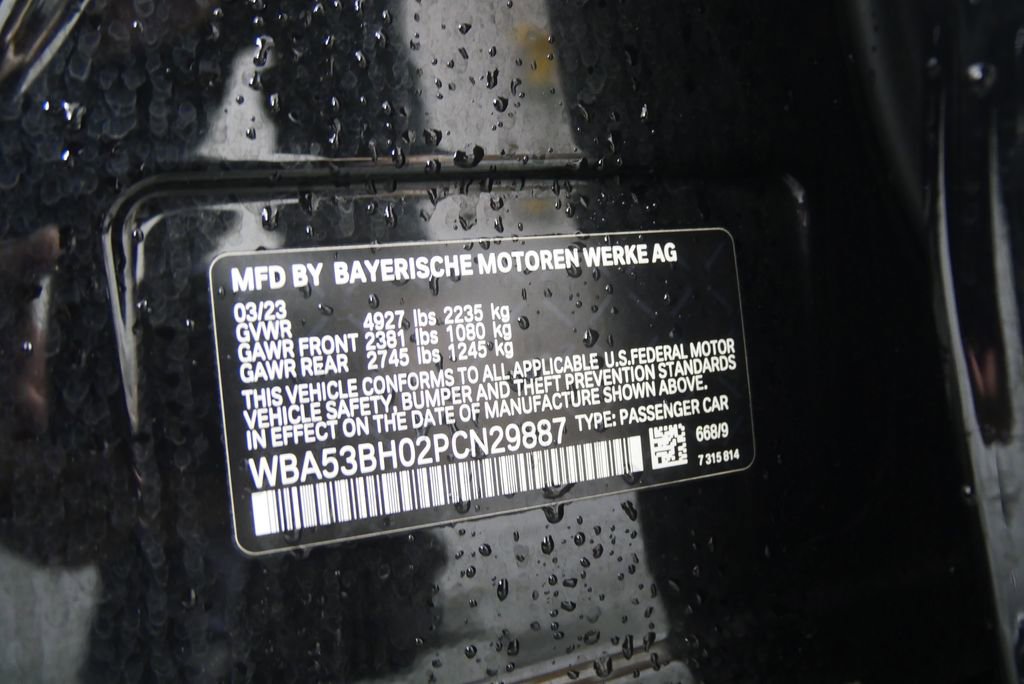 MFD BY BAYERISCHE MOTOREN WERKE AG
03/23
GVWR 4927 lbs 2235 kg
GAWR FRONT 2381 lbs 1080 kg
GAWR REAR 2745 lbs 1245 kg
THIS VEHICLE CONFORMS TO ALL APPLICABLE U.S.FEDERAL MOTOR
VEHICLE SAFETY, BUMPER AND THEFT PREVENTION STANDARDS
IN EFFECT ON THE DATE OF MANUFACTURE SHOWN ABOVE.
WBA53BH02PCN29887 TYPE: PASSENGER CAR
668/9
7 315 814